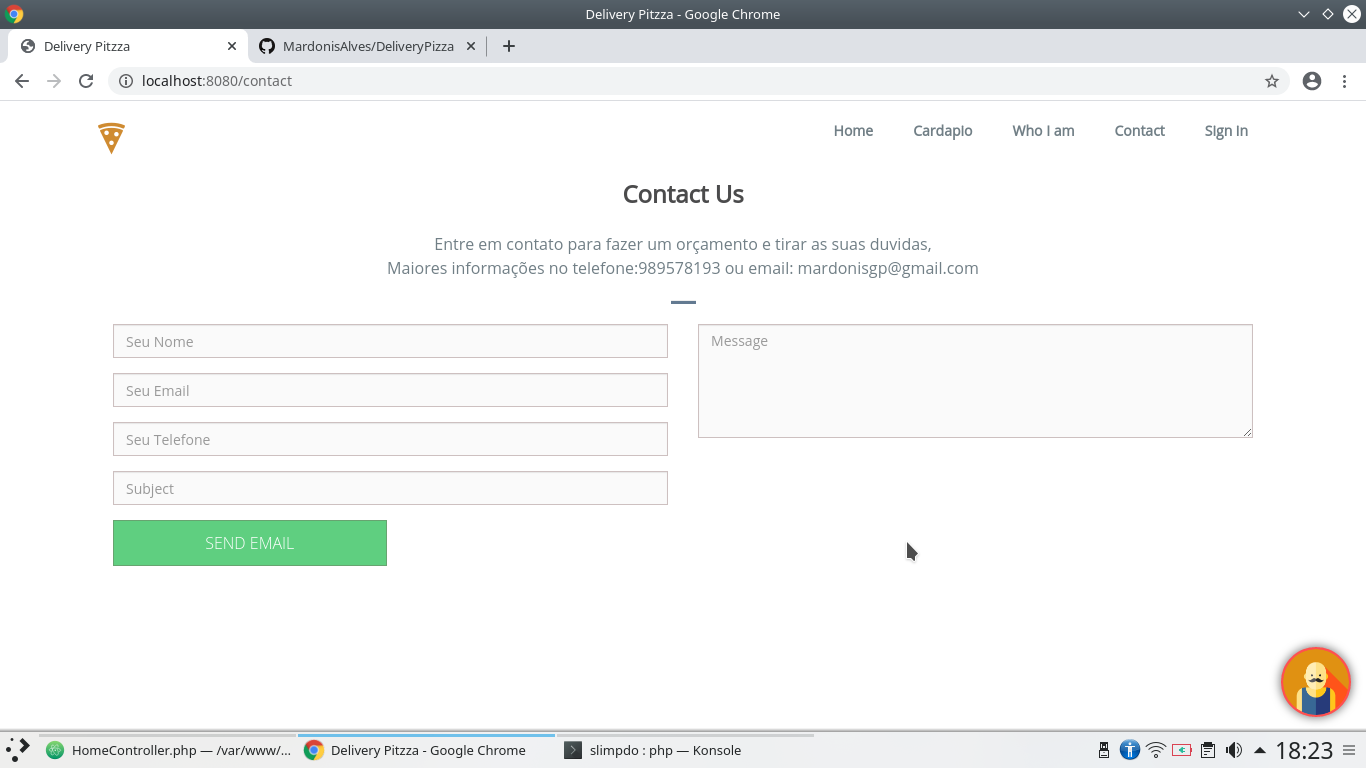 Delivery Pitzza - Google Chrome
Delivery Pitzza
MardonisAlves/DeliveryPizza
localhost:8080/contact
Home
Cardapio
Who I am
Contact
Sign In
Contact Us
Entre em contato para fazer um orçamento e tirar as suas duvidas,
Maiores informações no telefone:989578193 ou email: mardonisgp@gmail.com
Seu Nome
Message
Seu Email
Seu Telefone
Subject
SEND EMAIL
HomeController.php — /var/www/...
Delivery Pitzza - Google Chrome
slimpdo : php — Konsole
18:23